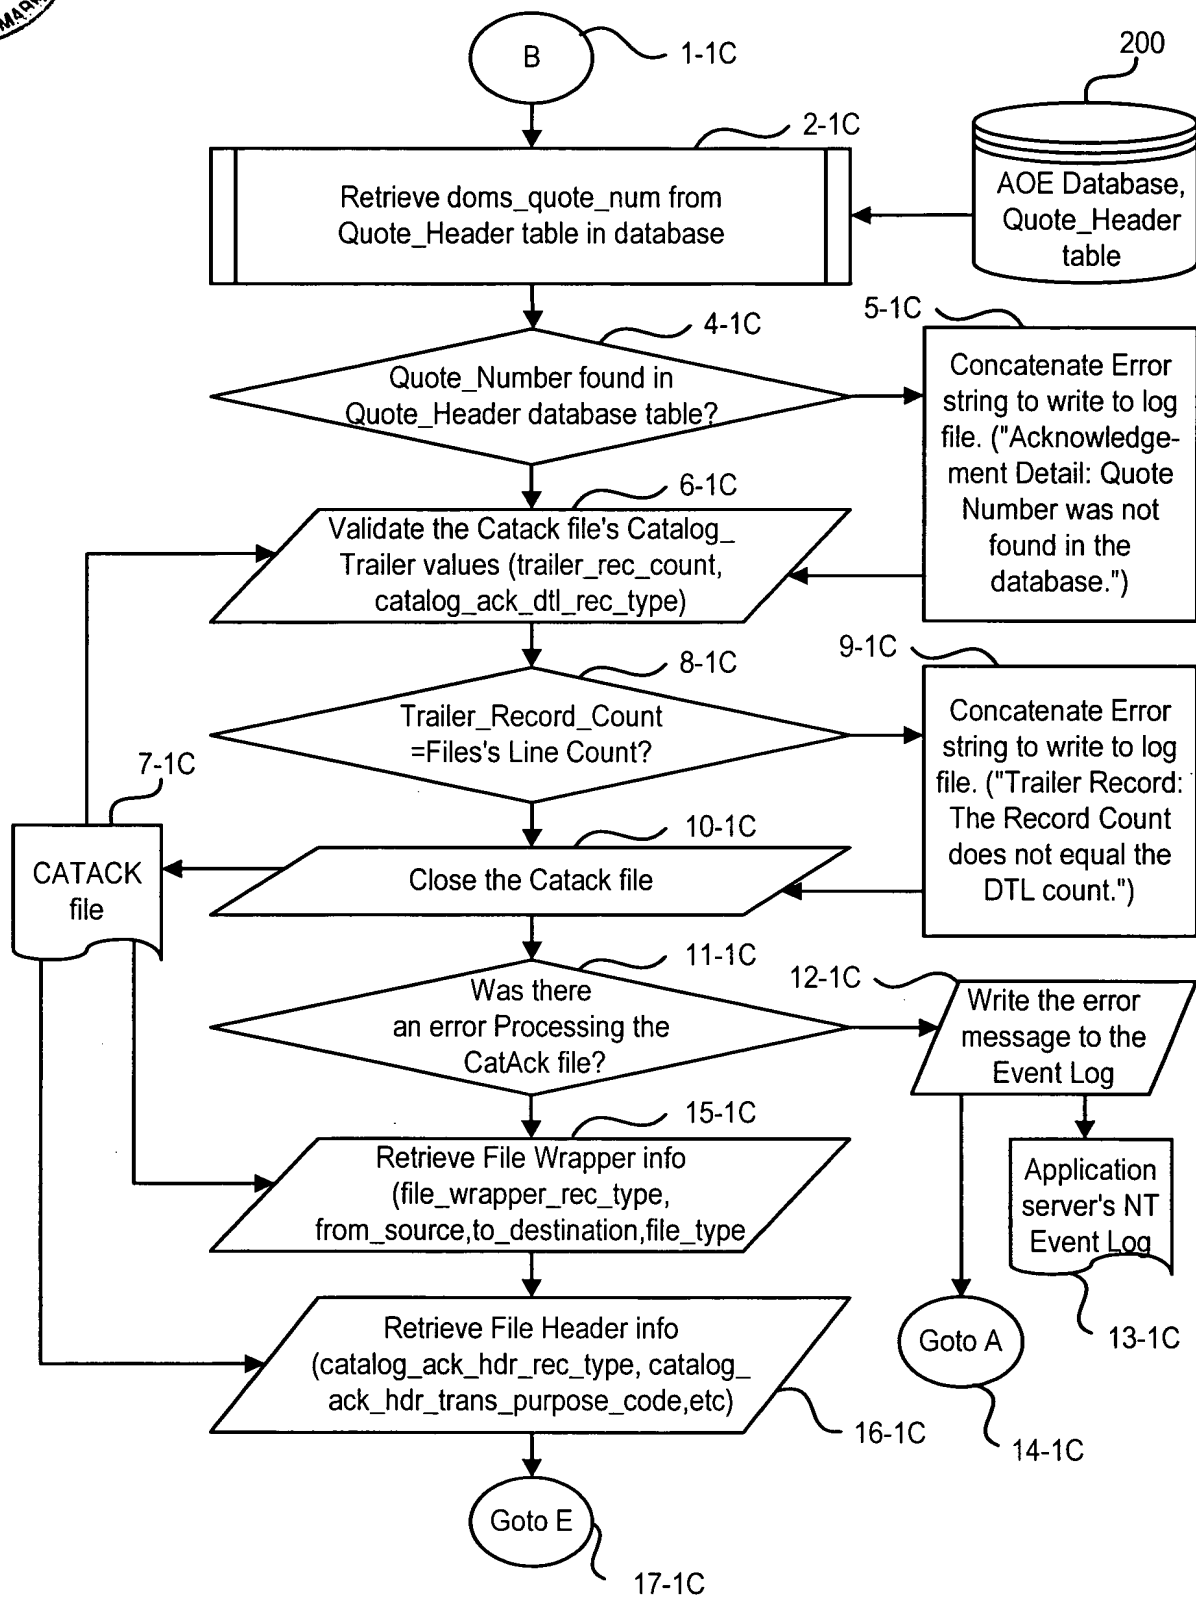 MARK
B
1-1C
200
2-1C
Retrieve doms_quote_num from
Quote_Header table in database
AOE Database,
Quote_Header
table
4-1C
5-1C
Quote_Number found in
Quote_Header database table?
Concatenate Error
string to write to log
file. ("Acknowledge-
ment Detail: Quote
Number was not
found in the
database.")
6-1C
Validate the Catack file's Catalog_
Trailer values (trailer_rec_count,
catalog_ack_dtl_rec_type)
8-1C
9-1C
Trailer_Record_Count
=Files's Line Count?
Concatenate Error
string to write to log
file. ("Trailer Record:
The Record Count
does not equal the
DTL count.")
7-1C
CATACK
file
10-1C
Close the Catack file
11-1C
Was there
an error Processing the
CatAck file?
12-1C
Write the error
message to the
Event Log
15-1C
Retrieve File Wrapper info
(file_wrapper_rec_type,
from_source,to_destination,file_type
Application
server's NT
Event Log
13-1C
Retrieve File Header info
(catalog_ack_hdr_rec_type, catalog_
ack_hdr_trans_purpose_code,etc)
Goto A
14-1C
16-1C
Goto E
17-1C